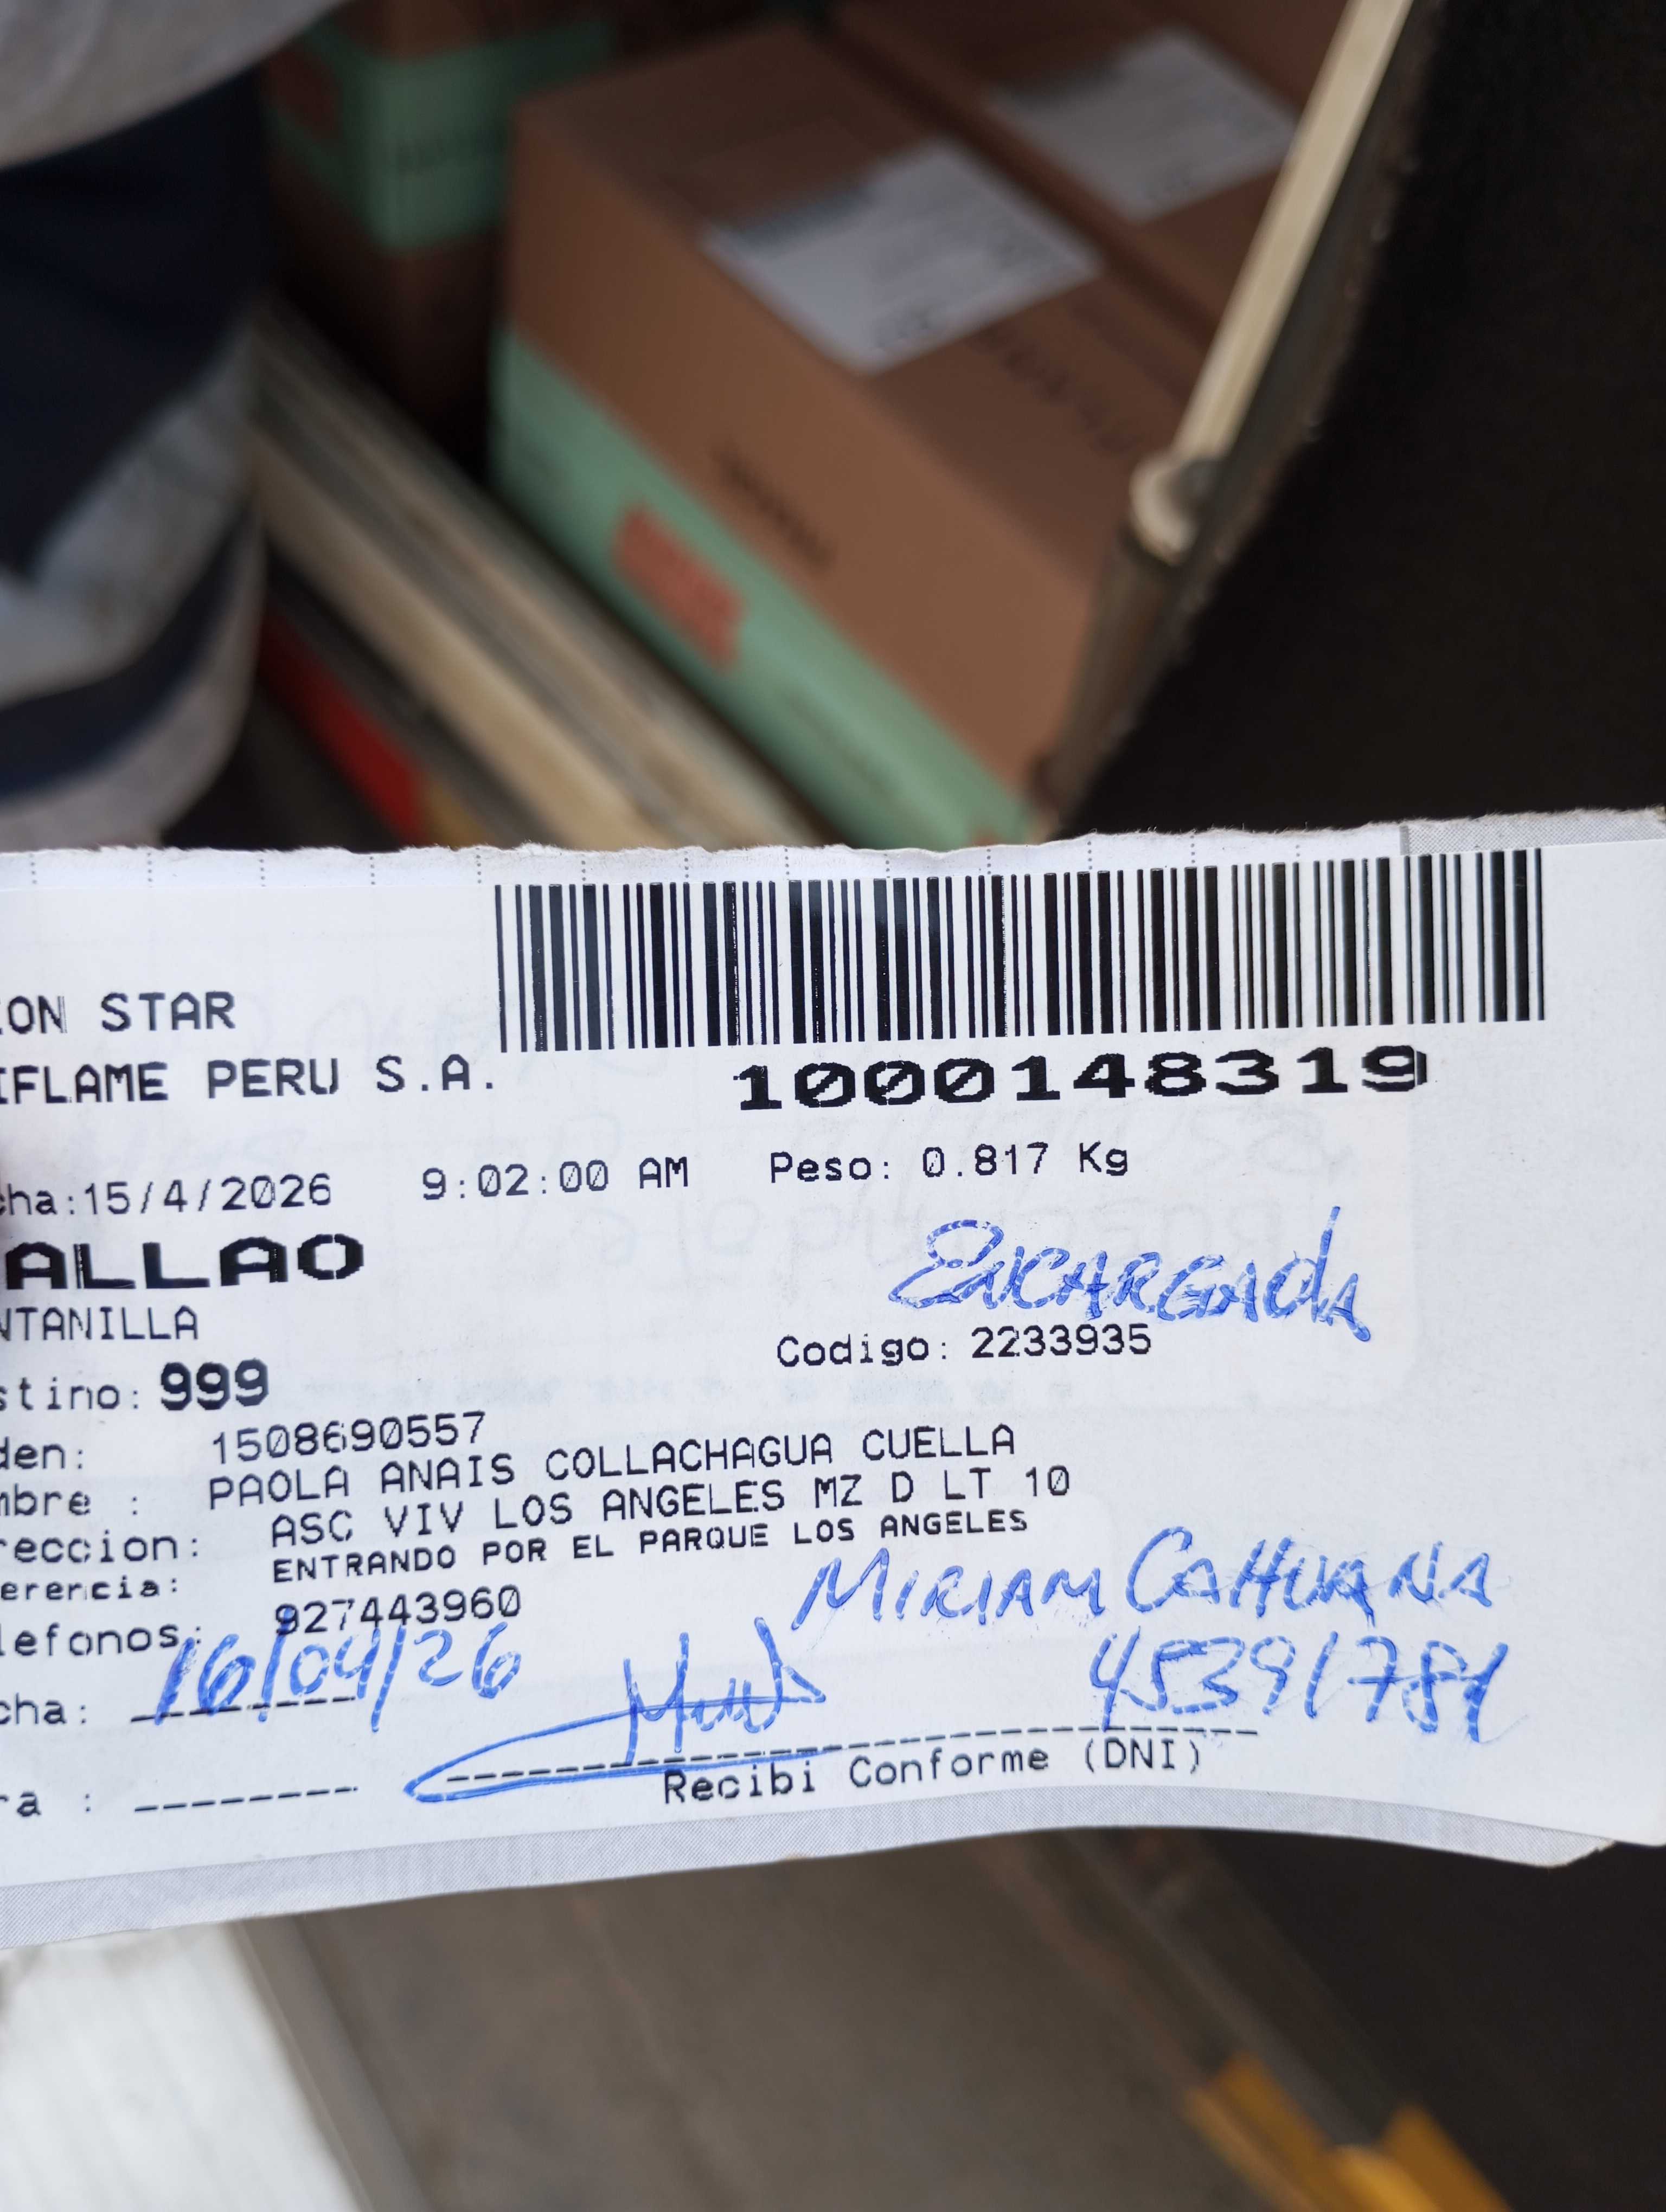 ION STAR
IFLAME PERU S.A.
1000148319
cha:15/4/2026 9:02:00 AM Peso: 0.817 Kg
ALLAO
Encargada
NTANILLA
Codigo: 2233935
stino: 999
den: 1508690557
mbre : PAOLA ANAIS COLLACHAGUA CUELLA
reccion: ASC VIV LOS ANGELES MZ D LT 10
erencia: ENTRANDO POR EL PARQUE LOS ANGELES
lefonos: 927443960
MIRIAM CAHUANA
cha: 16/04/26
45391781
ra :
Recibi Conforme (DNI)